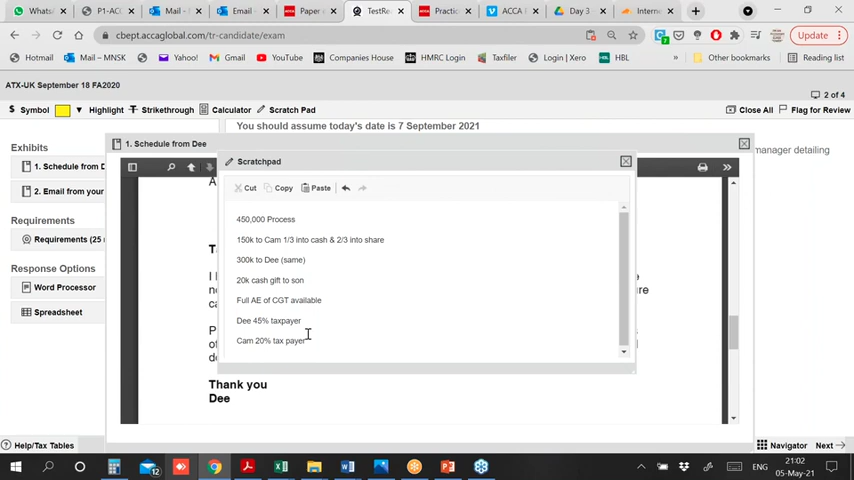 Whats
P1-ACC
Mail -
Email
Paper
TestRe
Practic
ACCA
Day 3
Intern
cbept.accaglobal.com/tr-candidate/exam
Update
Hotmail
Mail – MNSK
Gmail
YouTube
Companies House
HMRC Login
Taxfiler
Login | Xero
HBL
Other bookmarks
Reading list
ATX-UK September 18 FA2020
2 of 4
Symbol
Highlight
Strikethrough
Calculator
Scratch Pad
Close All
Flag for Review
You should assume today's date is 7 September 2021
manager detailing
Exhibits
1. Schedule from D
2. Email from your
Requirements
Requirements (25
Response Options
Word Processor
Spreadsheet
1. Schedule from Dee
Scratchpad
Cut
Copy
Paste
450,000 Process
150k to Cam 1/3 into cash & 2/3 into share
300k to Dee (same)
20k cash gift to son
Full AE of CGT available
Dee 45% taxpayer
Cam 20% tax payer
Thank you
Dee
Help/Tax Tables
Navigator
Next
12
ENG
21:02
05-May-21